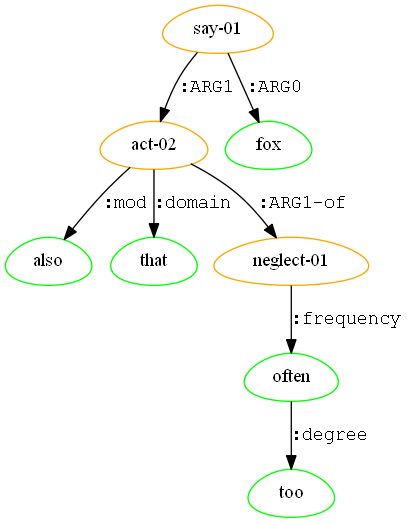 say-01
:ARG1 :ARG0
act-02 fox
:mod :domain :ARG1-of
also that neglect-01
:frequency
often
:degree
too